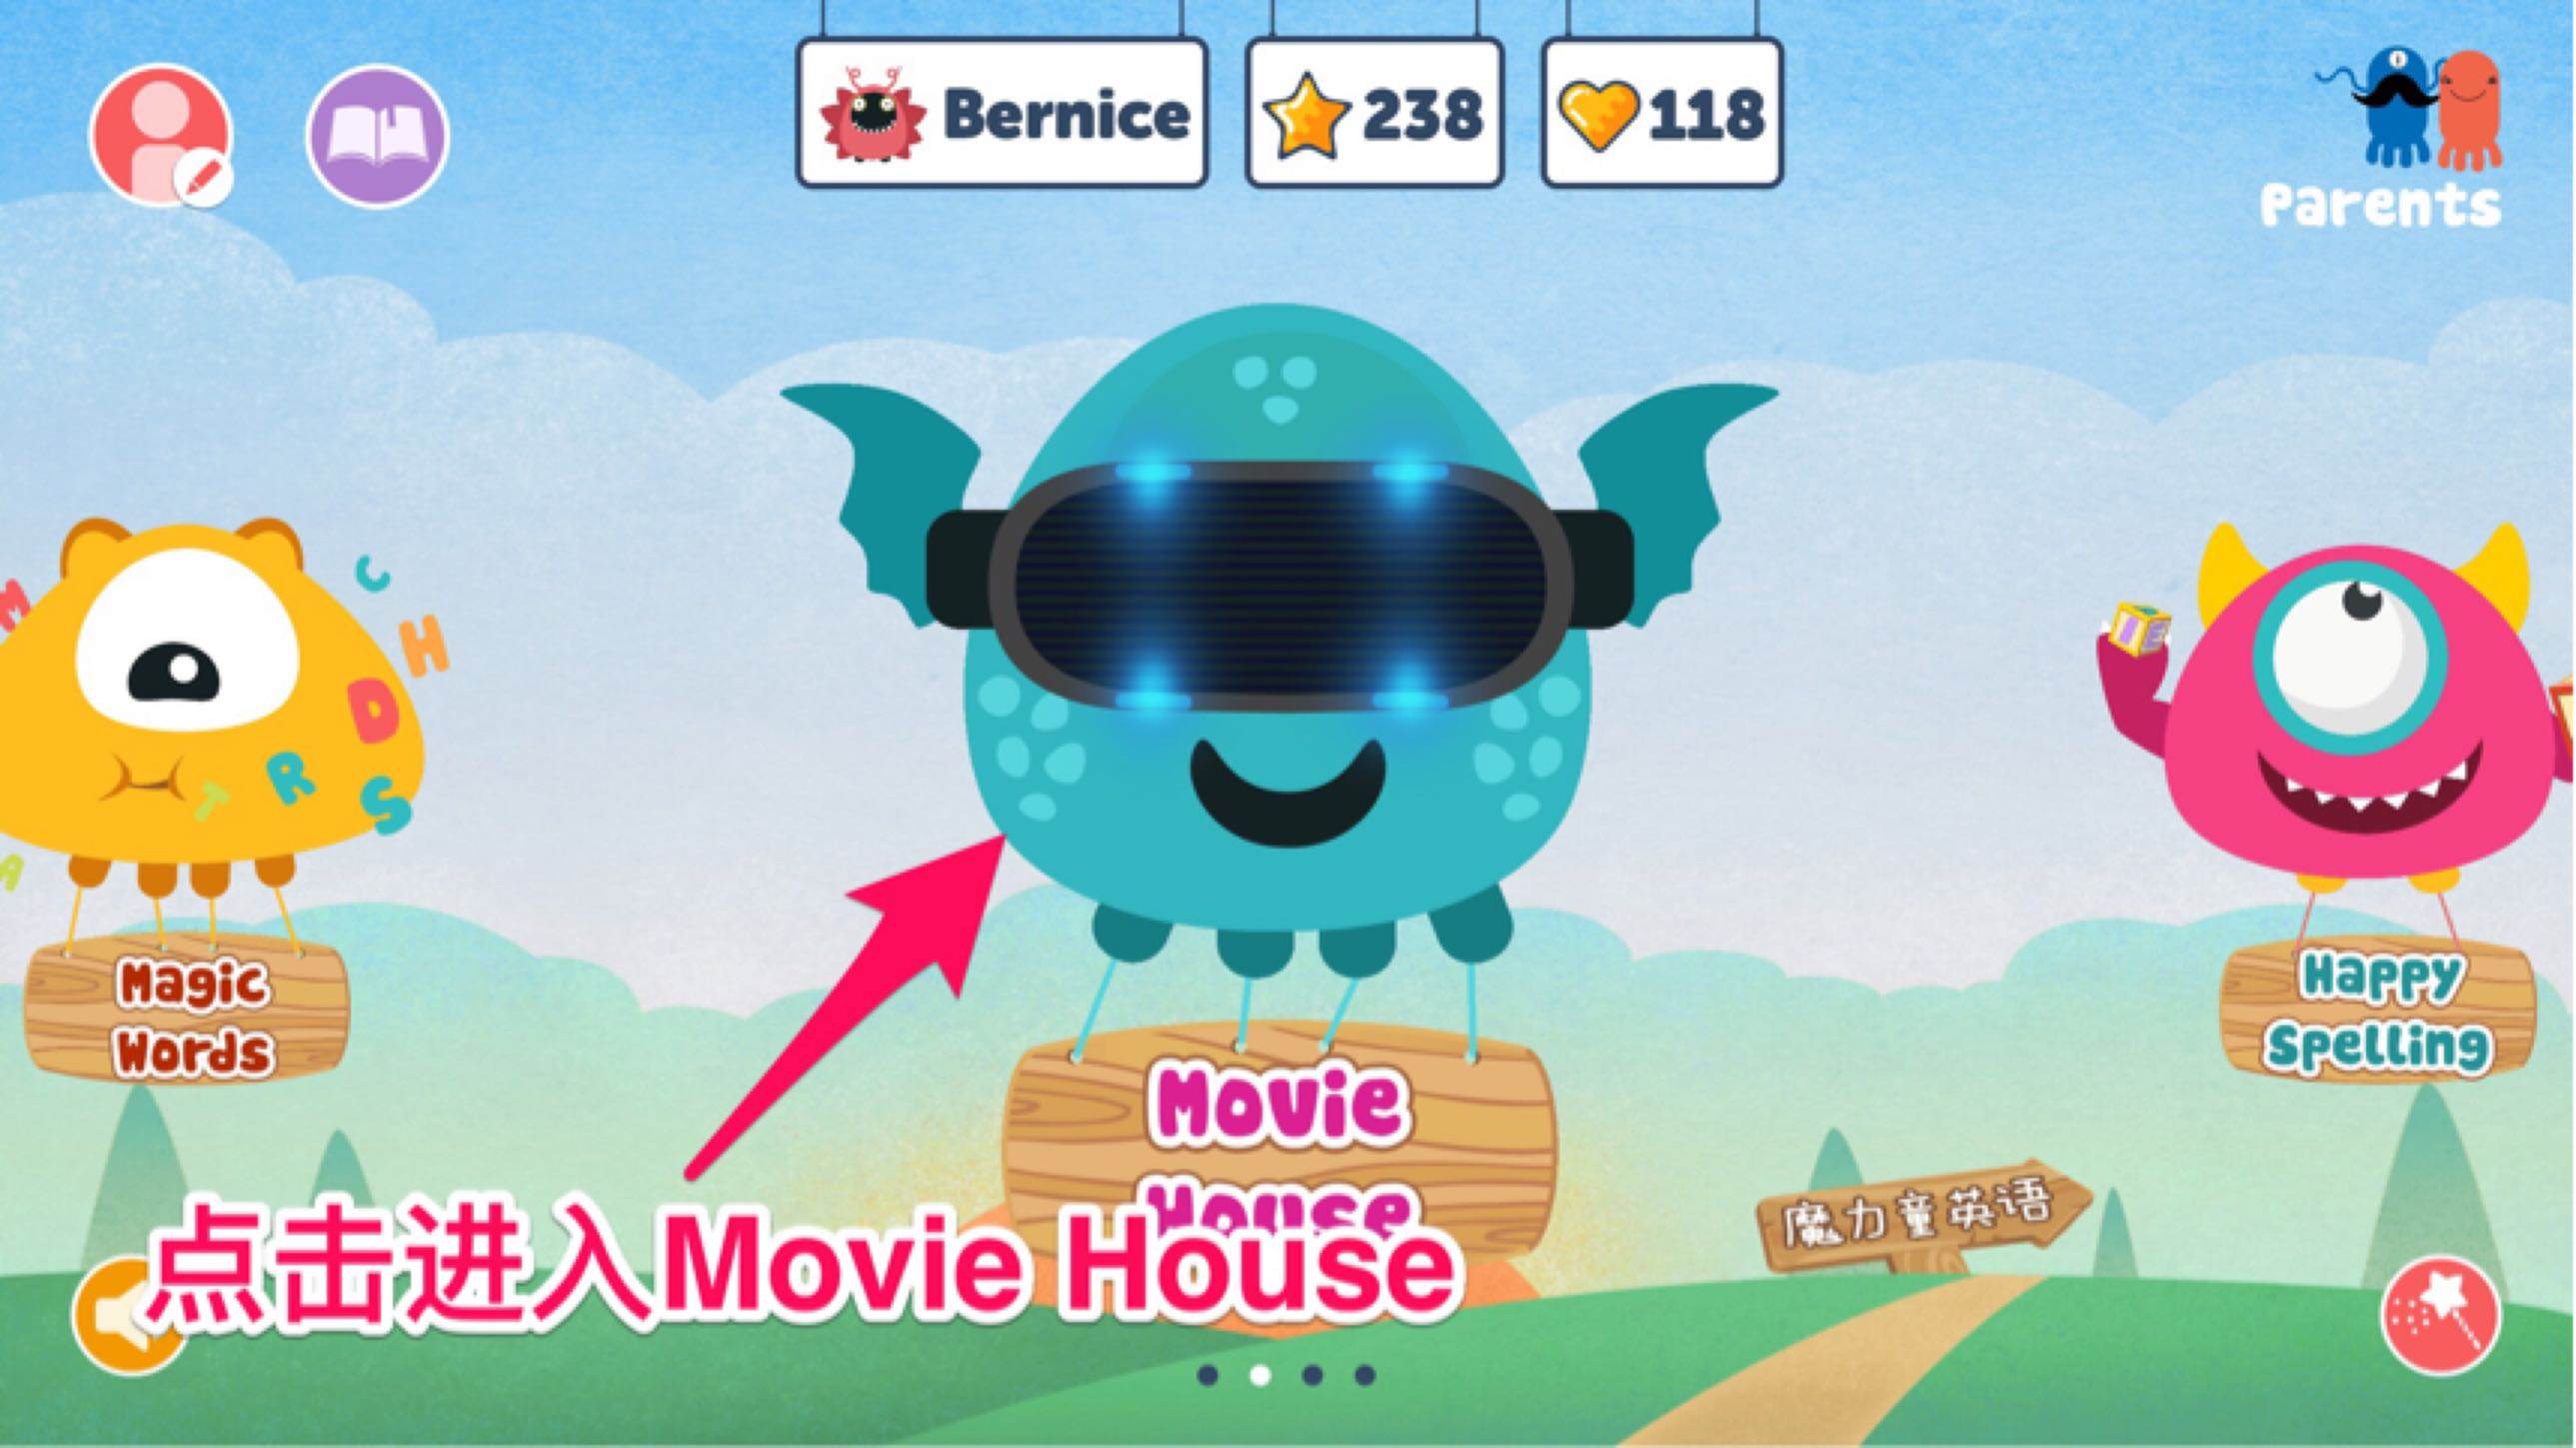 Bernice
238
118
Parents
M
C
H
D
R
T
S
A
Magic
Words
Movie
House
Happy
Spelling
魔力童英语
点击进入Movie House